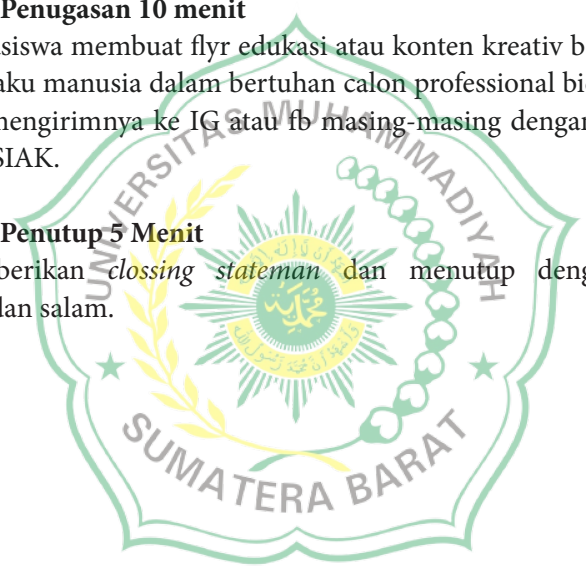 Penugasan 10 menit
asiswa membuat flyr edukasi atau konten kreativ b
aku manusia dalam bertuhan calon professional bi
mengirimnya ke IG atau fb masing-masing dengan
SIAK.
Penutup 5 Menit
berikan clossing stateman dan menutup deng
dan salam.
UNIVERSITAS MUHAMMADIYAH
SUMATERA BARAT